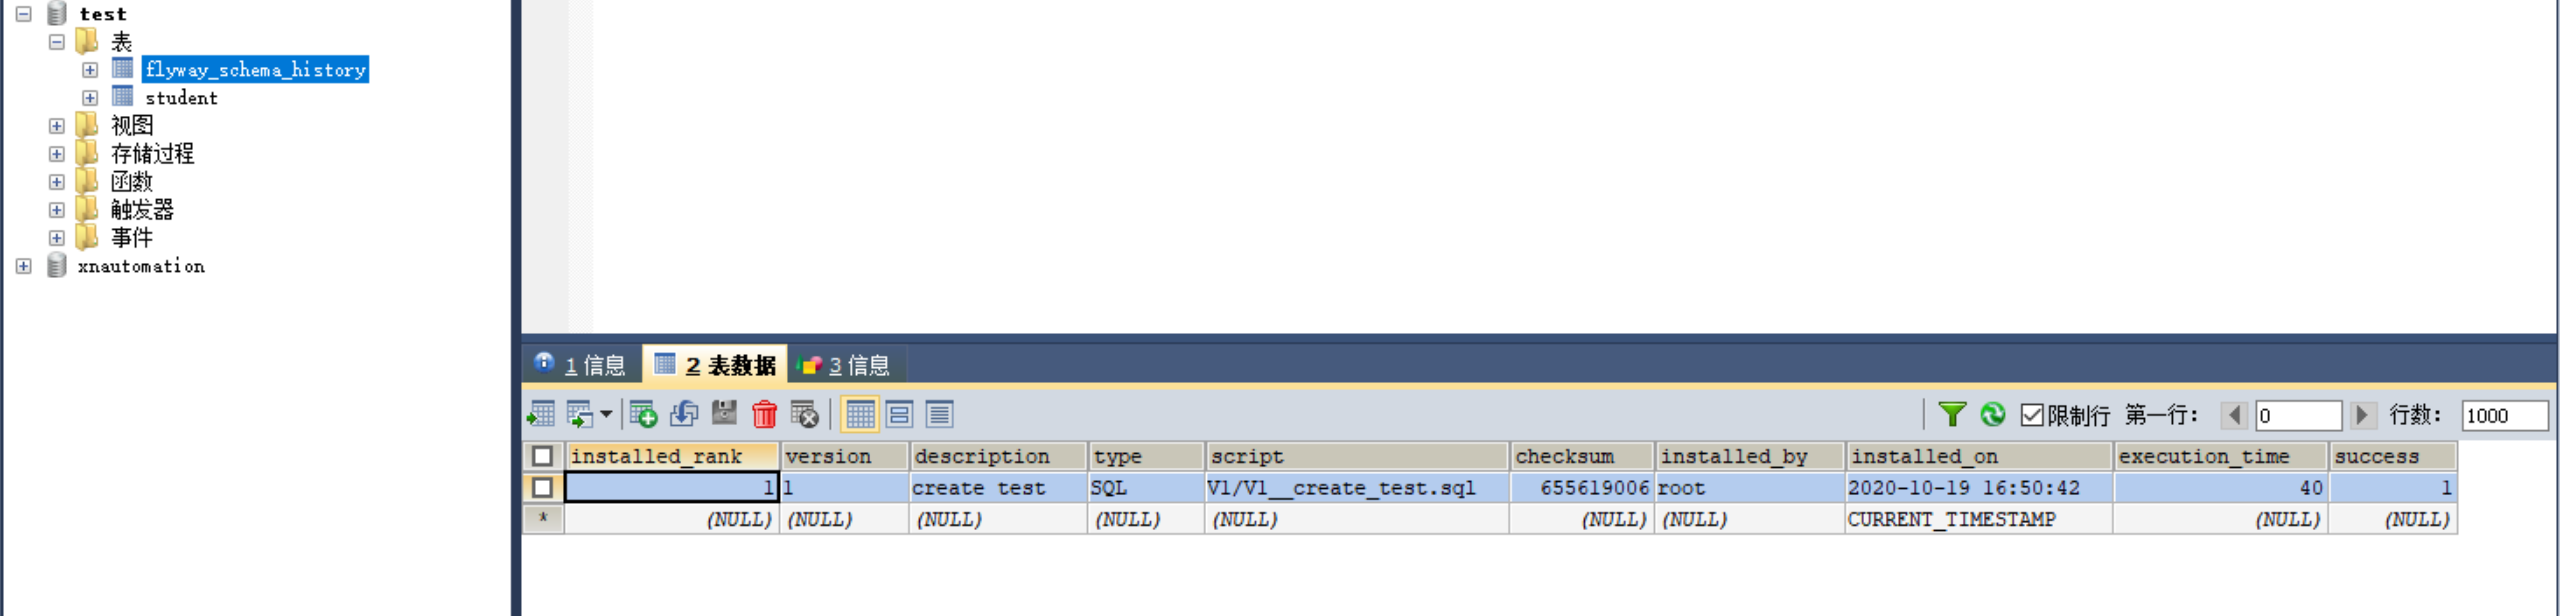 test
表
flyway_schema_history
student
视图
存储过程
函数
触发器
事件
xnautomation
1 信息 2 表数据 3 信息
限制行 第一行: 0 行数: 1000
installed_rank version description type script checksum installed_by installed_on execution_time success
1 1 create test SQL V1/V1__create_test.sql 655619006 root 2020-10-19 16:50:42 40 1
* (NULL) (NULL) (NULL) (NULL) (NULL) (NULL) (NULL) CURRENT_TIMESTAMP (NULL) (NULL)